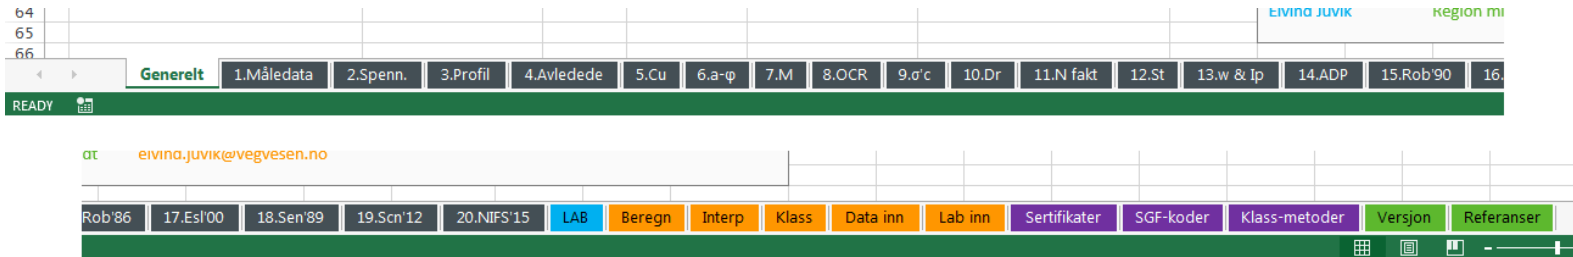 64 Eivind Juvik Region mi
65
66
Generelt 1.Måledata 2.Spenn. 3.Profil 4.Avledede 5.Cu 6.a-φ 7.M 8.OCR 9.σ'c 10.Dr 11.N fakt 12.St 13.w & Ip 14.ADP 15.Rob'90 16.
READY
dt eivind.juvik@vegvesen.no
Rob'86 17.Esl'00 18.Sen'89 19.Scn'12 20.NIFS'15 LAB Beregn Interp Klass Data inn Lab inn Sertifikater SGF-koder Klass-metoder Versjon Referanser